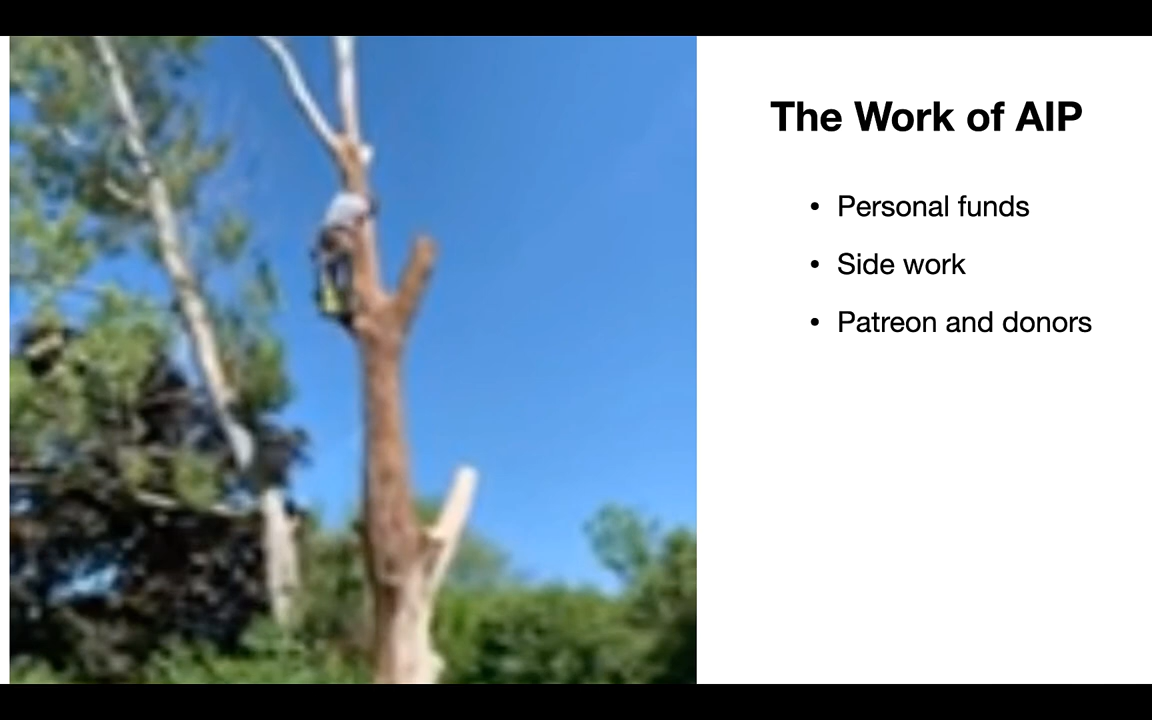 The Work of AIP
• Personal funds
• Side work
• Patreon and donors